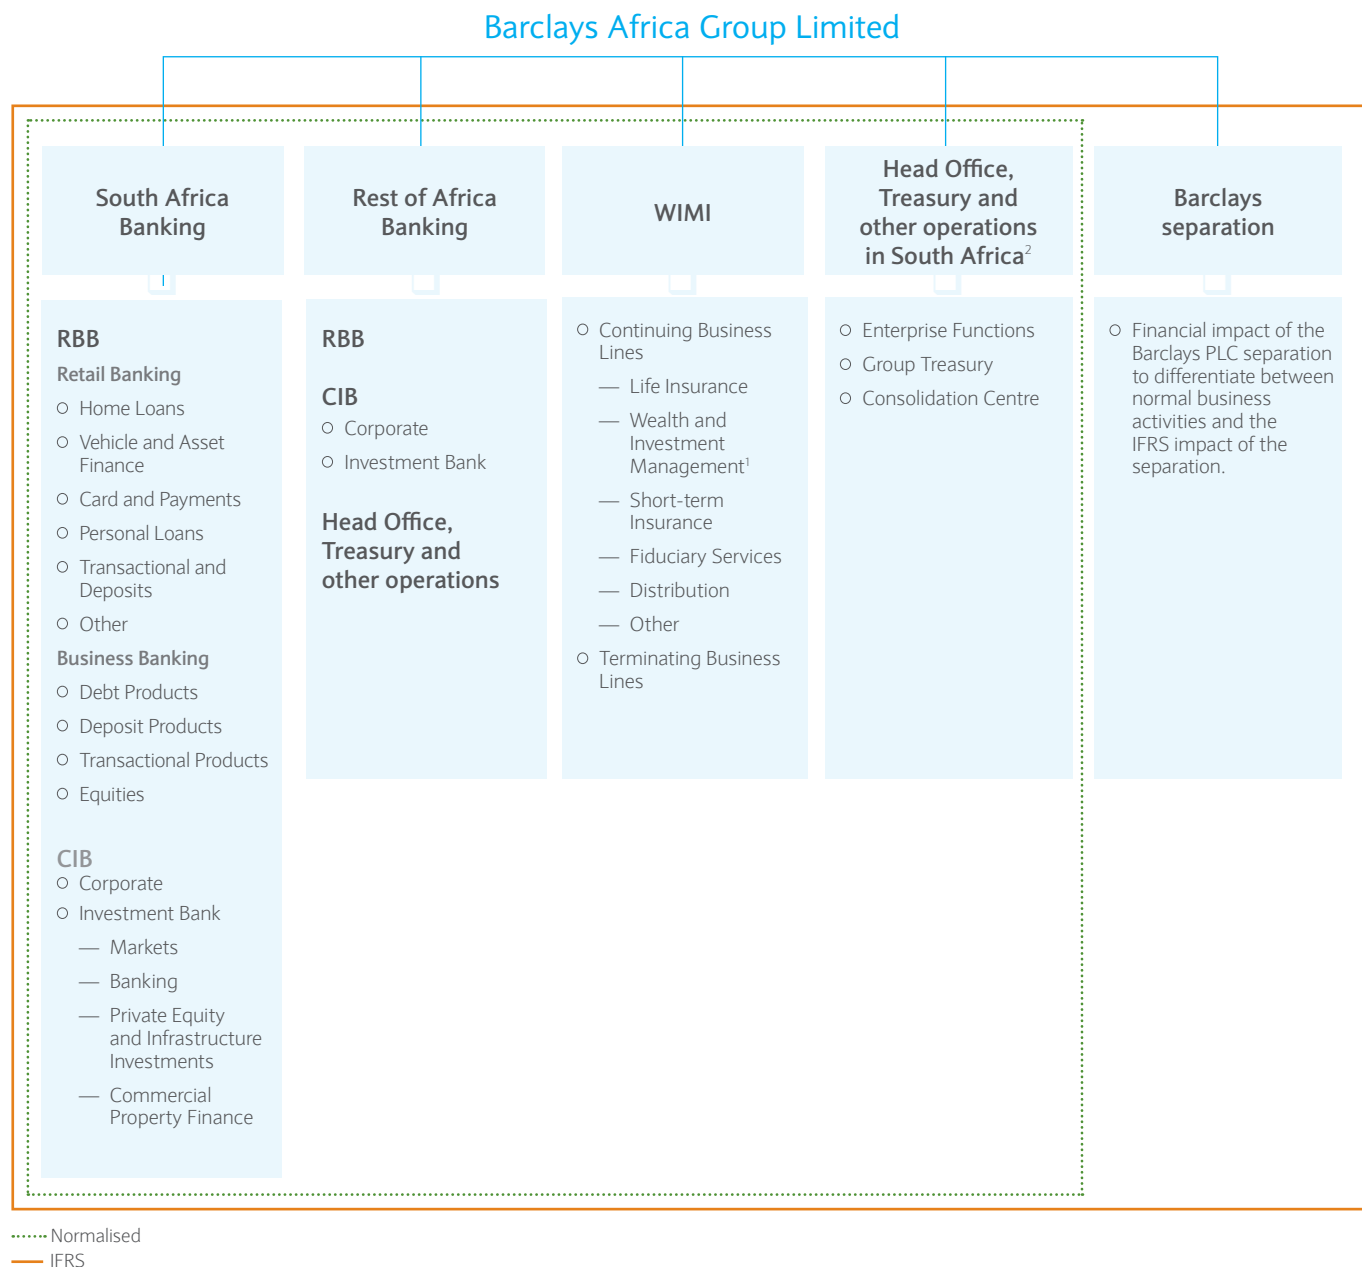 Barclays Africa Group Limited
South Africa
Banking
Rest of Africa
Banking
WIMI
Head Office,
Treasury and
other operations
in South Africa²
Barclays
separation
RBB
Retail Banking
Home Loans
Vehicle and Asset
Finance
Card and Payments
Personal Loans
Transactional and
Deposits
Other
Business Banking
Debt Products
Deposit Products
Transactional Products
Equities
CIB
Corporate
Investment Bank
— Markets
— Banking
— Private Equity
and Infrastructure
Investments
— Commercial
Property Finance
RBB
CIB
Corporate
Investment Bank
Head Office,
Treasury and
other operations
Continuing Business
Lines
— Life Insurance
— Wealth and
Investment
Management¹
— Short-term
Insurance
— Fiduciary Services
— Distribution
— Other
Terminating Business
Lines
Enterprise Functions
Group Treasury
Consolidation Centre
Financial impact of the
Barclays PLC separation
to differentiate between
normal business
activities and the
IFRS impact of the
separation.
Normalised
IFRS